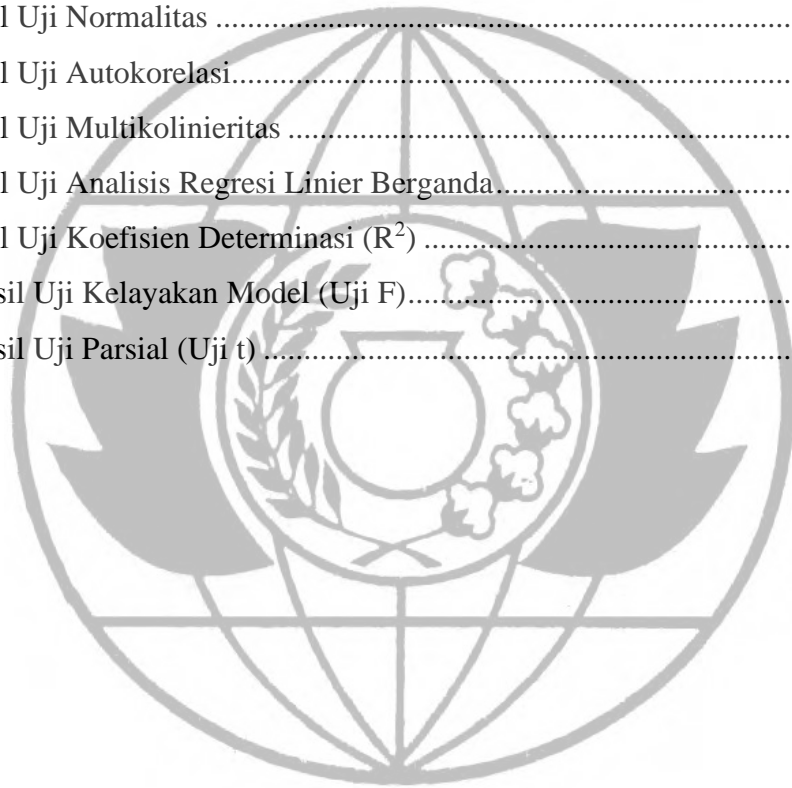 l Uji Normalitas ................................................................................
l Uji Autokorelasi..............................................................................
l Uji Multikolinieritas .......................................................................
l Uji Analisis Regresi Linier Berganda.........................................
l Uji Koefisien Determinasi (R²) ..................................................
sil Uji Kelayakan Model (Uji F)....................................................
sil Uji Parsial (Uji t) .......................................................................